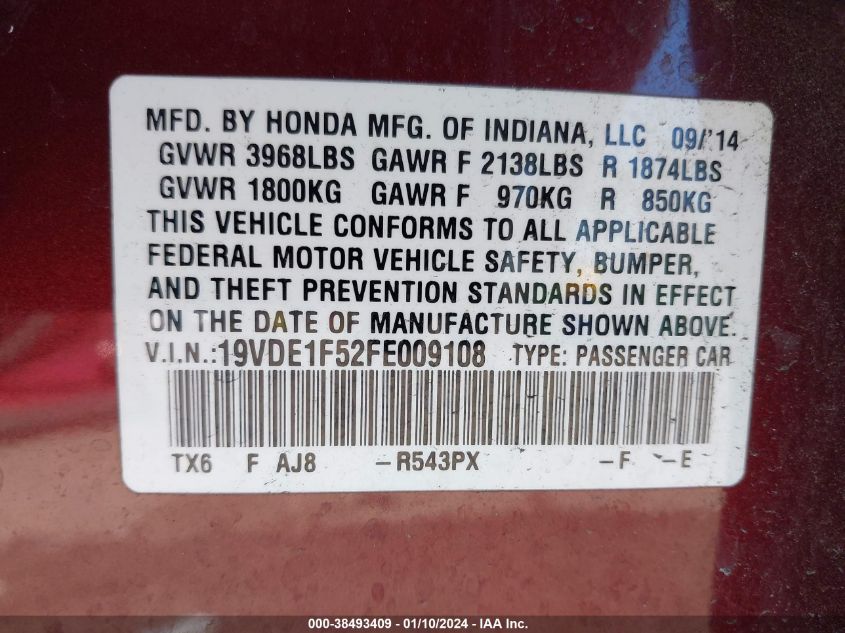 MFD. BY HONDA MFG. OF INDIANA, LLC 09/'14
GVWR 3968LBS GAWR F 2138LBS R 1874LBS
GVWR 1800KG GAWR F 970KG R 850KG
THIS VEHICLE CONFORMS TO ALL APPLICABLE
FEDERAL MOTOR VEHICLE SAFETY, BUMPER,
AND THEFT PREVENTION STANDARDS IN EFFECT
ON THE DATE OF MANUFACTURE SHOWN ABOVE.
V.I.N.:19VDE1F52FE009108 TYPE: PASSENGER CAR
TX6 F AJ8 -R543PX -F -E
000-38493409 - 01/10/2024 - IAA Inc.